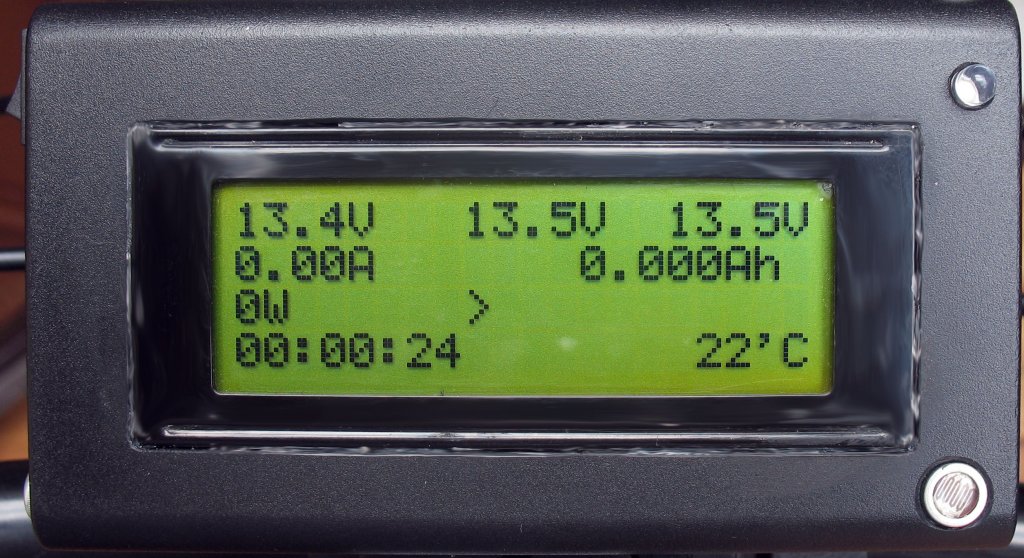 13.4V 13.5V 13.5V
0.00A 0.000Ah
0W >
00:00:24 22'C